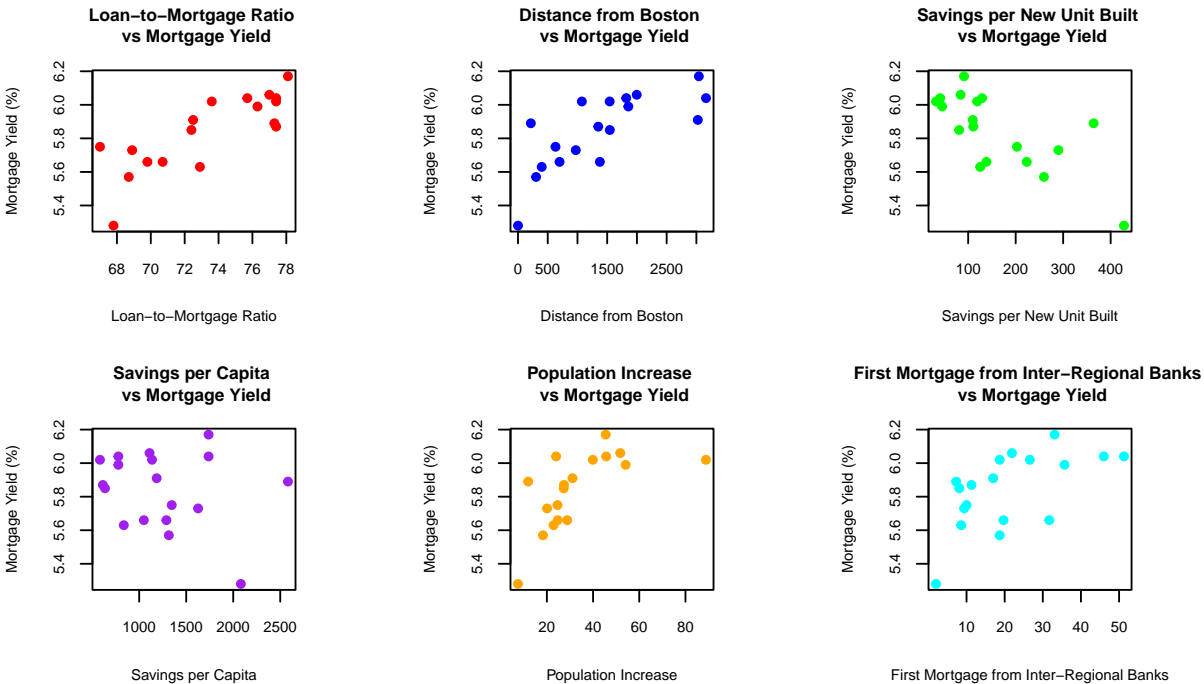 Loan−to−Mortgage Ratio
vs Mortgage Yield
Mortgage Yield (%)
5.4 5.6 5.8 6.0 6.2
68 70 72 74 76 78
Loan−to−Mortgage Ratio
Distance from Boston
vs Mortgage Yield
Mortgage Yield (%)
5.4 5.6 5.8 6.0 6.2
0 500 1500 2500
Distance from Boston
Savings per New Unit Built
vs Mortgage Yield
Mortgage Yield (%)
5.4 5.6 5.8 6.0 6.2
100 200 300 400
Savings per New Unit Built
Savings per Capita
vs Mortgage Yield
Mortgage Yield (%)
5.4 5.6 5.8 6.0 6.2
1000 1500 2000 2500
Savings per Capita
Population Increase
vs Mortgage Yield
Mortgage Yield (%)
5.4 5.6 5.8 6.0 6.2
20 40 60 80
Population Increase
First Mortgage from Inter−Regional Banks
vs Mortgage Yield
Mortgage Yield (%)
5.4 5.6 5.8 6.0 6.2
10 20 30 40 50
First Mortgage from Inter−Regional Banks